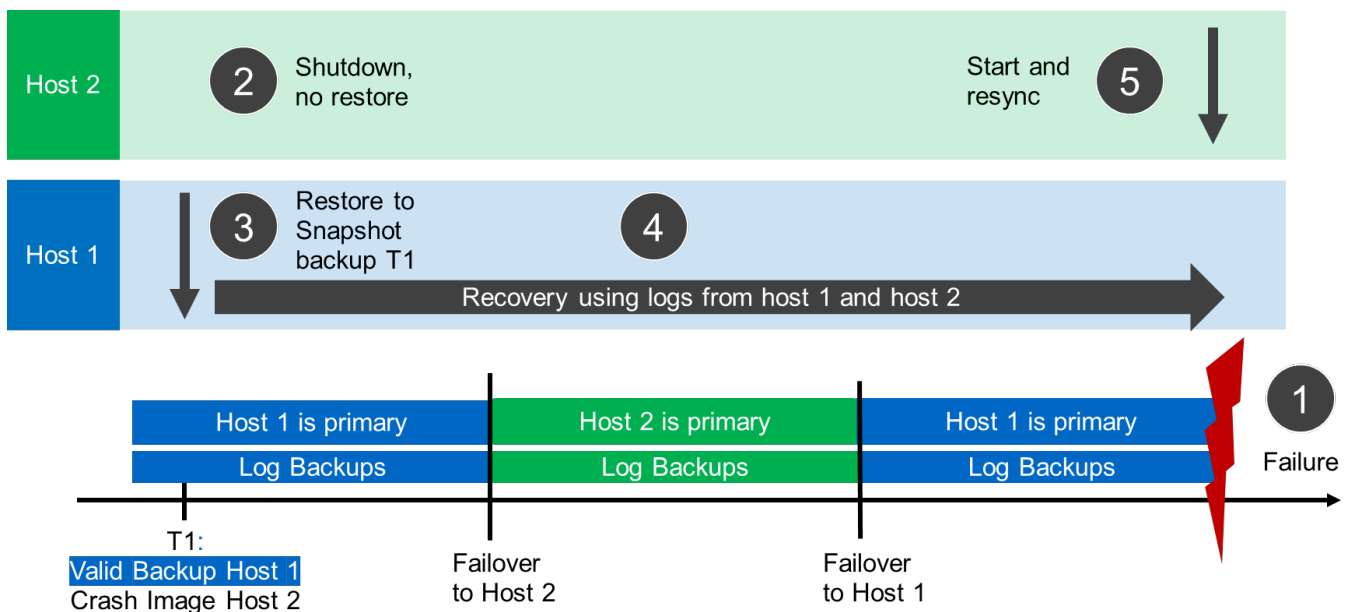 Host 2
2
Shutdown,
no restore
Start and
resync
5
Host 1
3
Restore to
Snapshot
backup T1
4
Recovery using logs from host 1 and host 2
1
Failure
Host 1 is primary
Host 2 is primary
Host 1 is primary
Log Backups
Log Backups
Log Backups
T1:
Valid Backup Host 1
Crash Image Host 2
Failover
to Host 2
Failover
to Host 1